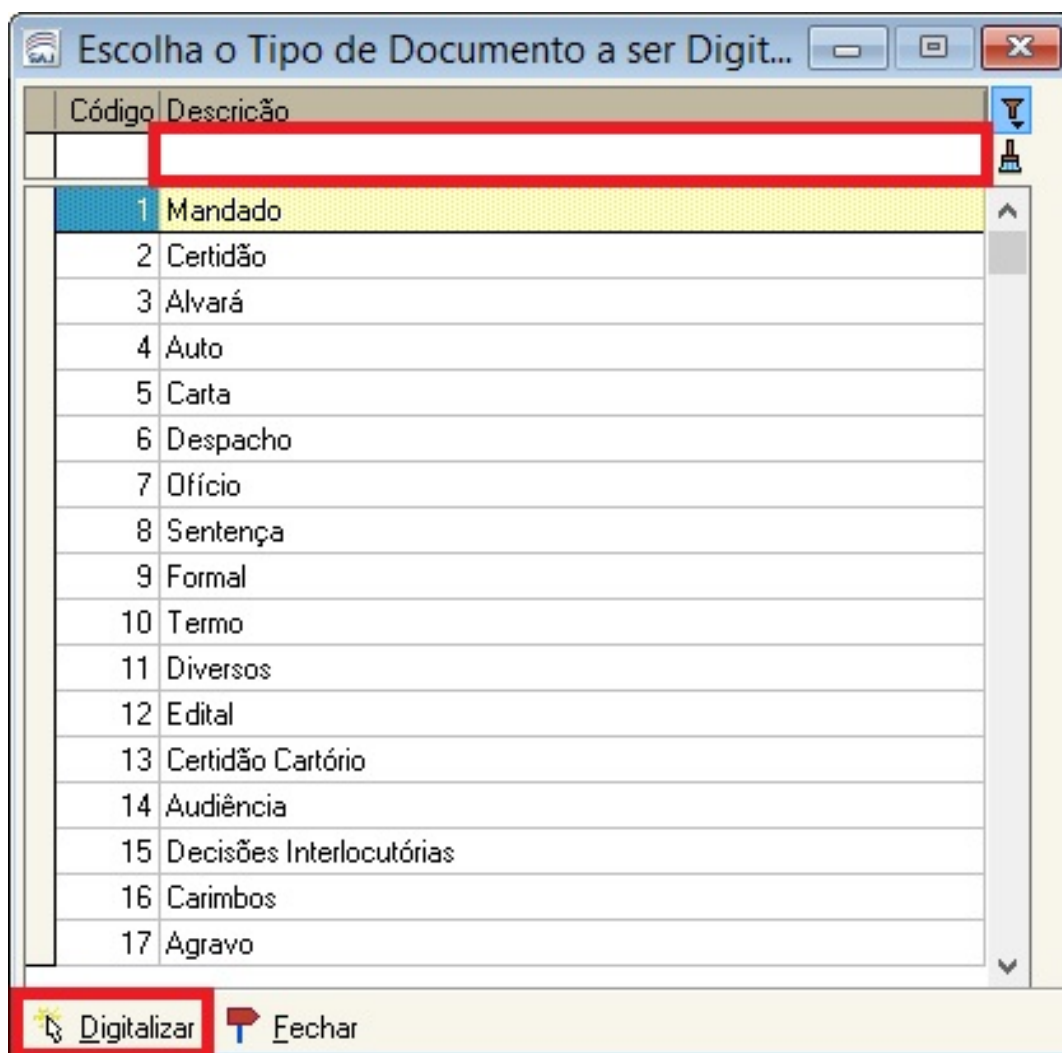 SAJ Escolha o Tipo de Documento a ser Digit...
Código Descrição
1 Mandado
2 Certidão
3 Alvará
4 Auto
5 Carta
6 Despacho
7 Ofício
8 Sentença
9 Formal
10 Termo
11 Diversos
12 Edital
13 Certidão Cartório
14 Audiência
15 Decisões Interlocutórias
16 Carimbos
17 Agravo
Digitalizar Fechar